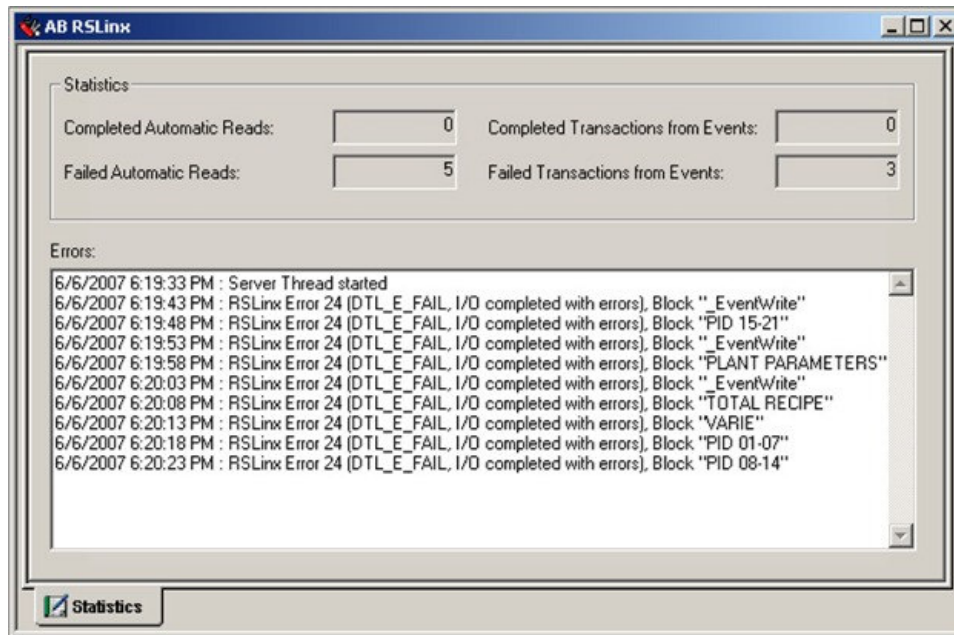 AB RSLinx
Statistics
Completed Automatic Reads: 0 Completed Transactions from Events: 0
Failed Automatic Reads: 5 Failed Transactions from Events: 3
Errors:
6/6/2007 6:19:33 PM : Server Thread started
6/6/2007 6:19:43 PM : RSLinx Error 24 (DTL_E_FAIL, I/O completed with errors), Block "_EventWrite"
6/6/2007 6:19:48 PM : RSLinx Error 24 (DTL_E_FAIL, I/O completed with errors), Block "PID 15-21"
6/6/2007 6:19:53 PM : RSLinx Error 24 (DTL_E_FAIL, I/O completed with errors), Block "_EventWrite"
6/6/2007 6:19:58 PM : RSLinx Error 24 (DTL_E_FAIL, I/O completed with errors), Block "PLANT PARAMETERS"
6/6/2007 6:20:03 PM : RSLinx Error 24 (DTL_E_FAIL, I/O completed with errors), Block "_EventWrite"
6/6/2007 6:20:08 PM : RSLinx Error 24 (DTL_E_FAIL, I/O completed with errors), Block "TOTAL RECIPE"
6/6/2007 6:20:13 PM : RSLinx Error 24 (DTL_E_FAIL, I/O completed with errors), Block "VARIE"
6/6/2007 6:20:18 PM : RSLinx Error 24 (DTL_E_FAIL, I/O completed with errors), Block "PID 01-07"
6/6/2007 6:20:23 PM : RSLinx Error 24 (DTL_E_FAIL, I/O completed with errors), Block "PID 08-14"
Statistics